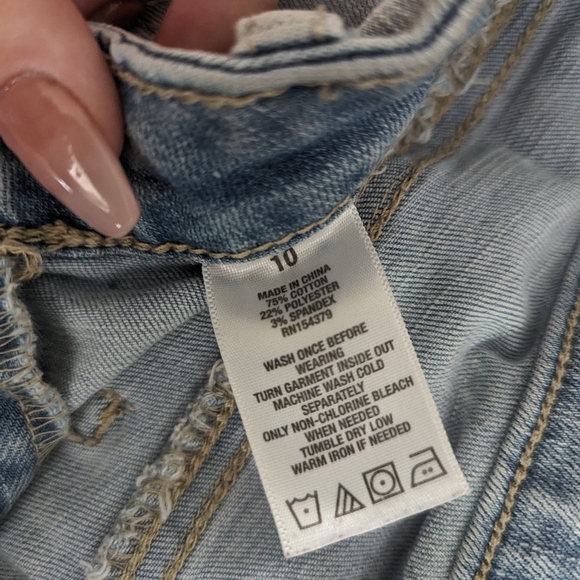 10
MADE IN CHINA
75% COTTON
22% POLYESTER
3% SPANDEX
RN154379
WASH ONCE BEFORE
WEARING
TURN GARMENT INSIDE OUT
MACHINE WASH COLD
SEPARATELY
ONLY NON-CHLORINE BLEACH
WHEN NEEDED
TUMBLE DRY LOW
WARM IRON IF NEEDED